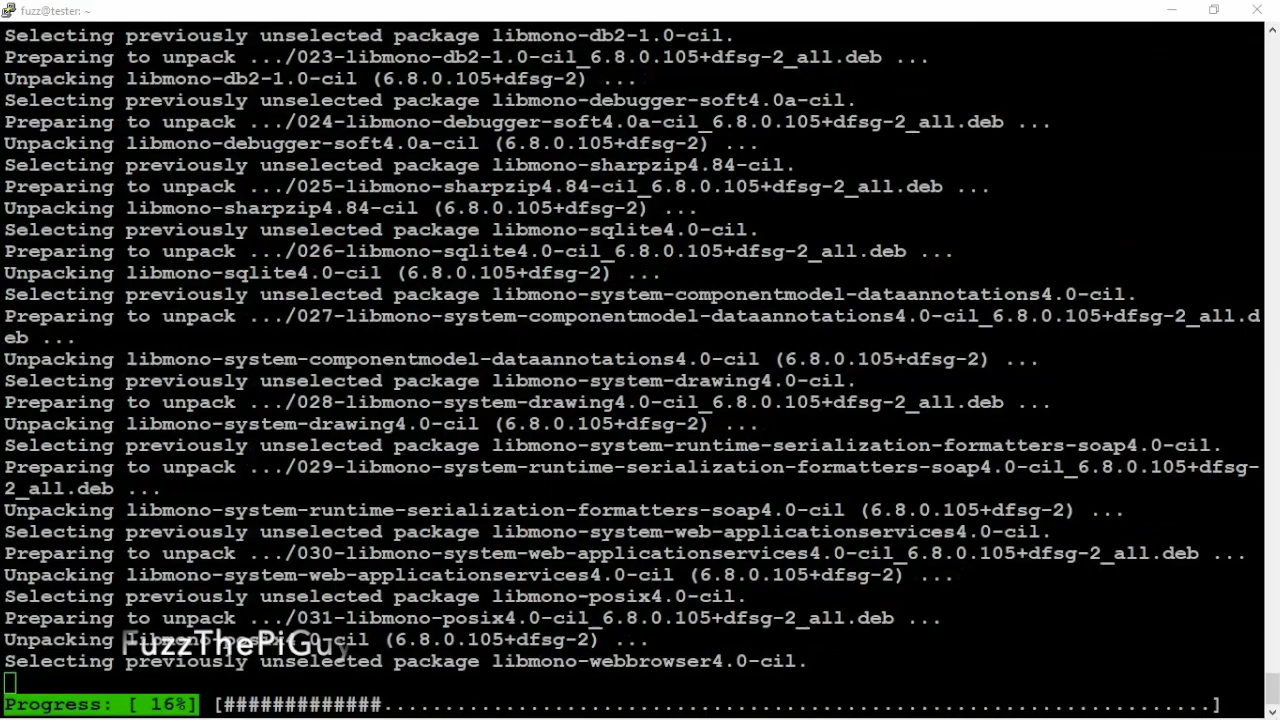 fuzz@tester: ~
Selecting previously unselected package libmono-db2-1.0-cil.
Preparing to unpack .../023-libmono-db2-1.0-cil_6.8.0.105+dfsg-2_all.deb ...
Unpacking libmono-db2-1.0-cil (6.8.0.105+dfsg-2) ...
Selecting previously unselected package libmono-debugger-soft4.0a-cil.
Preparing to unpack .../024-libmono-debugger-soft4.0a-cil_6.8.0.105+dfsg-2_all.deb ...
Unpacking libmono-debugger-soft4.0a-cil (6.8.0.105+dfsg-2) ...
Selecting previously unselected package libmono-sharpzip4.84-cil.
Preparing to unpack .../025-libmono-sharpzip4.84-cil_6.8.0.105+dfsg-2_all.deb ...
Unpacking libmono-sharpzip4.84-cil (6.8.0.105+dfsg-2) ...
Selecting previously unselected package libmono-sqlite4.0-cil.
Preparing to unpack .../026-libmono-sqlite4.0-cil_6.8.0.105+dfsg-2_all.deb ...
Unpacking libmono-sqlite4.0-cil (6.8.0.105+dfsg-2) ...
Selecting previously unselected package libmono-system-componentmodel-dataannotations4.0-cil.
Preparing to unpack .../027-libmono-system-componentmodel-dataannotations4.0-cil_6.8.0.105+dfsg-2_all.d
eb ...
Unpacking libmono-system-componentmodel-dataannotations4.0-cil (6.8.0.105+dfsg-2) ...
Selecting previously unselected package libmono-system-drawing4.0-cil.
Preparing to unpack .../028-libmono-system-drawing4.0-cil_6.8.0.105+dfsg-2_all.deb ...
Unpacking libmono-system-drawing4.0-cil (6.8.0.105+dfsg-2) ...
Selecting previously unselected package libmono-system-runtime-serialization-formatters-soap4.0-cil.
Preparing to unpack .../029-libmono-system-runtime-serialization-formatters-soap4.0-cil_6.8.0.105+dfsg-
2_all.deb ...
Unpacking libmono-system-runtime-serialization-formatters-soap4.0-cil (6.8.0.105+dfsg-2) ...
Selecting previously unselected package libmono-system-web-applicationservices4.0-cil.
Preparing to unpack .../030-libmono-system-web-applicationservices4.0-cil_6.8.0.105+dfsg-2_all.deb ...
Unpacking libmono-system-web-applicationservices4.0-cil (6.8.0.105+dfsg-2) ...
Selecting previously unselected package libmono-posix4.0-cil.
Preparing to unpack .../031-libmono-posix4.0-cil_6.8.0.105+dfsg-2_all.deb ...
Unpacking libmono-posix4.0-cil (6.8.0.105+dfsg-2) ...
FuzzThePiGuy
Selecting previously unselected package libmono-webbrowser4.0-cil.
Progress: [ 16%] [#############....................................................................]